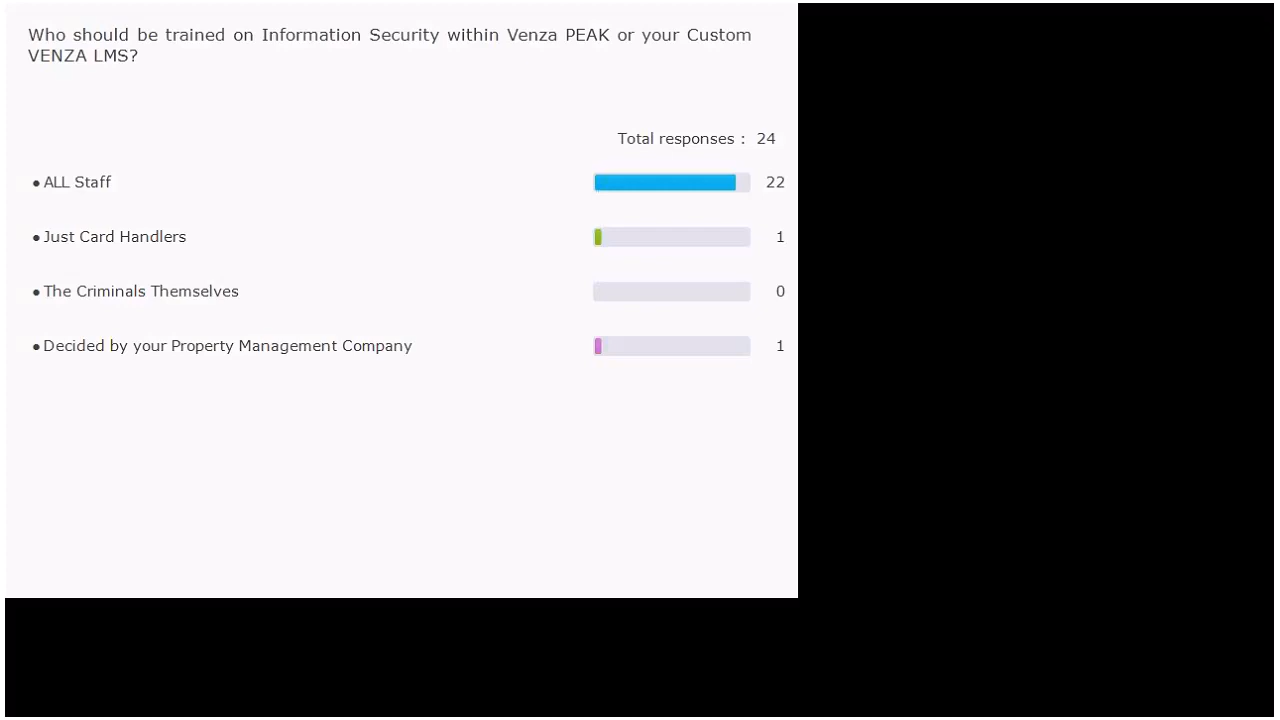 Who should be trained on Information Security within Venza PEAK or your Custom
VENZA LMS?
Total responses : 24
• ALL Staff 22
• Just Card Handlers 1
• The Criminals Themselves 0
• Decided by your Property Management Company 1